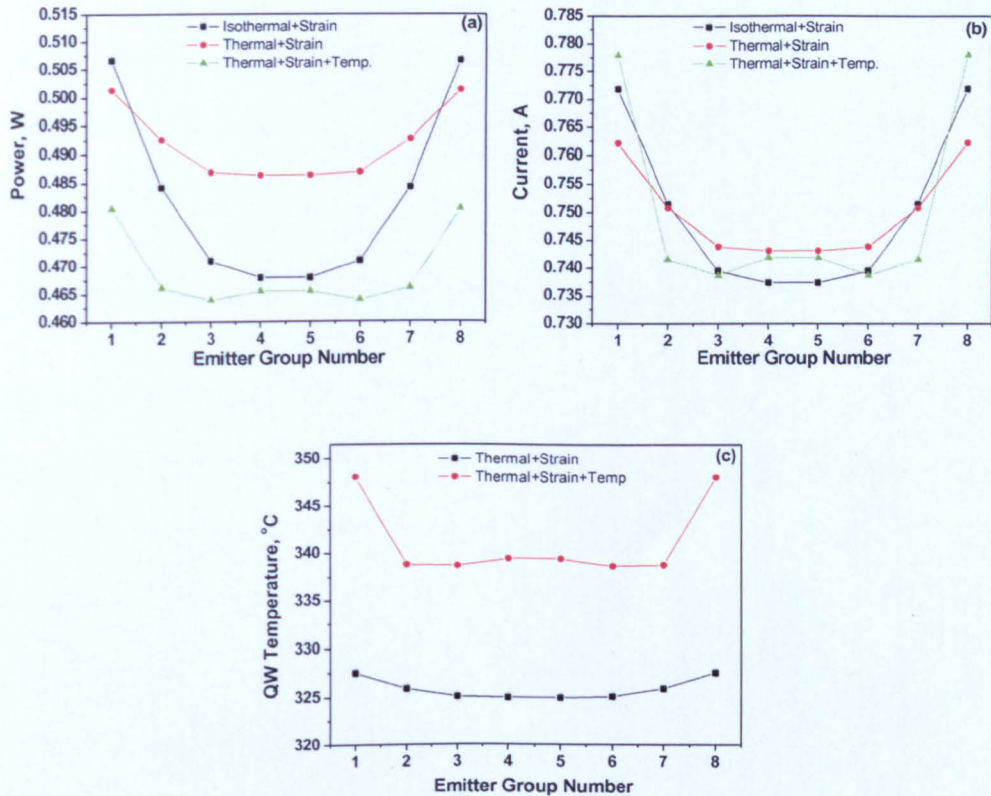 (a)
Isothermal+Strain
Thermal+Strain
Thermal+Strain+Temp.
Power, W
0.515
0.510
0.505
0.500
0.495
0.490
0.485
0.480
0.475
0.470
0.465
0.460
1 2 3 4 5 6 7 8
Emitter Group Number
(b)
Isothermal+Strain
Thermal+Strain
Thermal+Strain+Temp.
Current, A
0.785
0.780
0.775
0.770
0.765
0.760
0.755
0.750
0.745
0.740
0.735
0.730
1 2 3 4 5 6 7 8
Emitter Group Number
(c)
Thermal+Strain
Thermal+Strain+Temp
QW Temperature, °C
350
345
340
335
330
325
320
1 2 3 4 5 6 7 8
Emitter Group Number